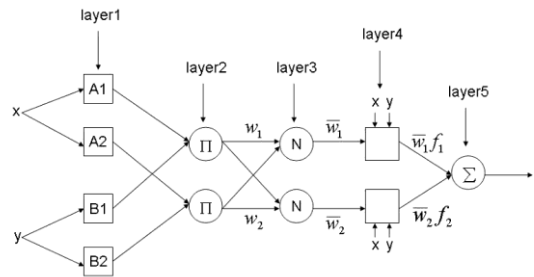 layer1
layer2
layer3
layer4
layer5
x
y
A1
A2
B1
B2
Π
Π
w₁
w₂
N
N
w̅₁
w̅₂
x y
x y
w̅₁f₁
w̅₂f₂
Σ